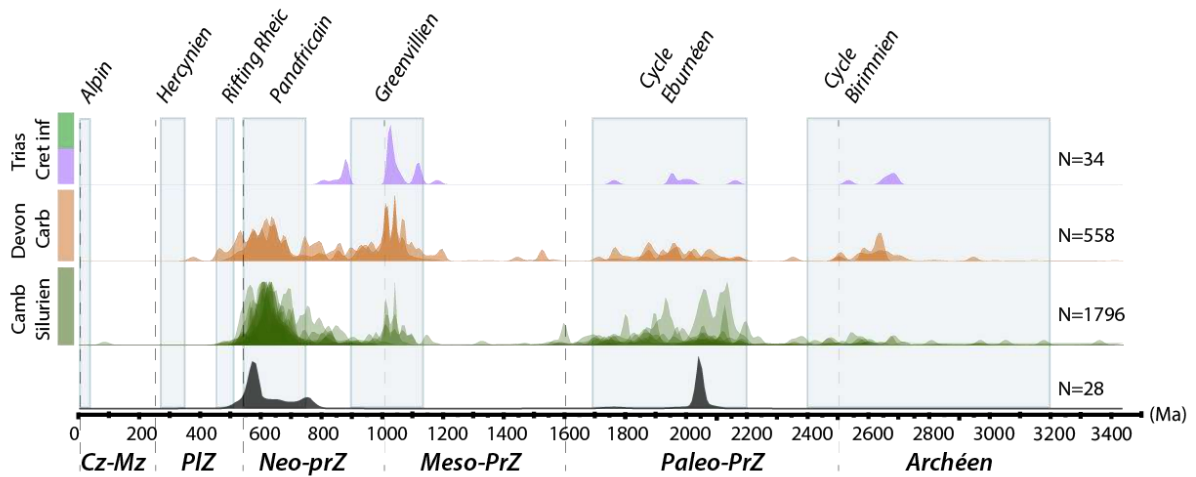 Alpin
Hercynien
Rifting Rheic
Panafricain
Greenvillien
Cycle
Eburnéen
Cycle
Birimnien
Trias
Cret inf
N=34
Devon
Carb
N=558
Camb
Silurien
N=1796
N=28
0 200 400 600 800 1000 1200 1400 1600 1800 2000 2200 2400 2600 2800 3000 3200 3400 (Ma)
Cz-Mz PlZ Neo-prZ Meso-PrZ Paleo-PrZ Archéen